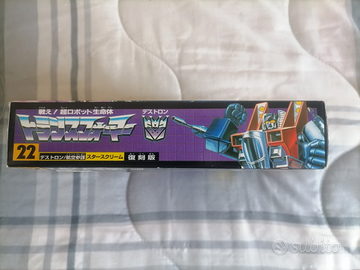 戦え!超ロボット生命体
トランスフォーマー
デストロン
22
デストロン/航空参謀 スタースクリーム 復刻版
subito